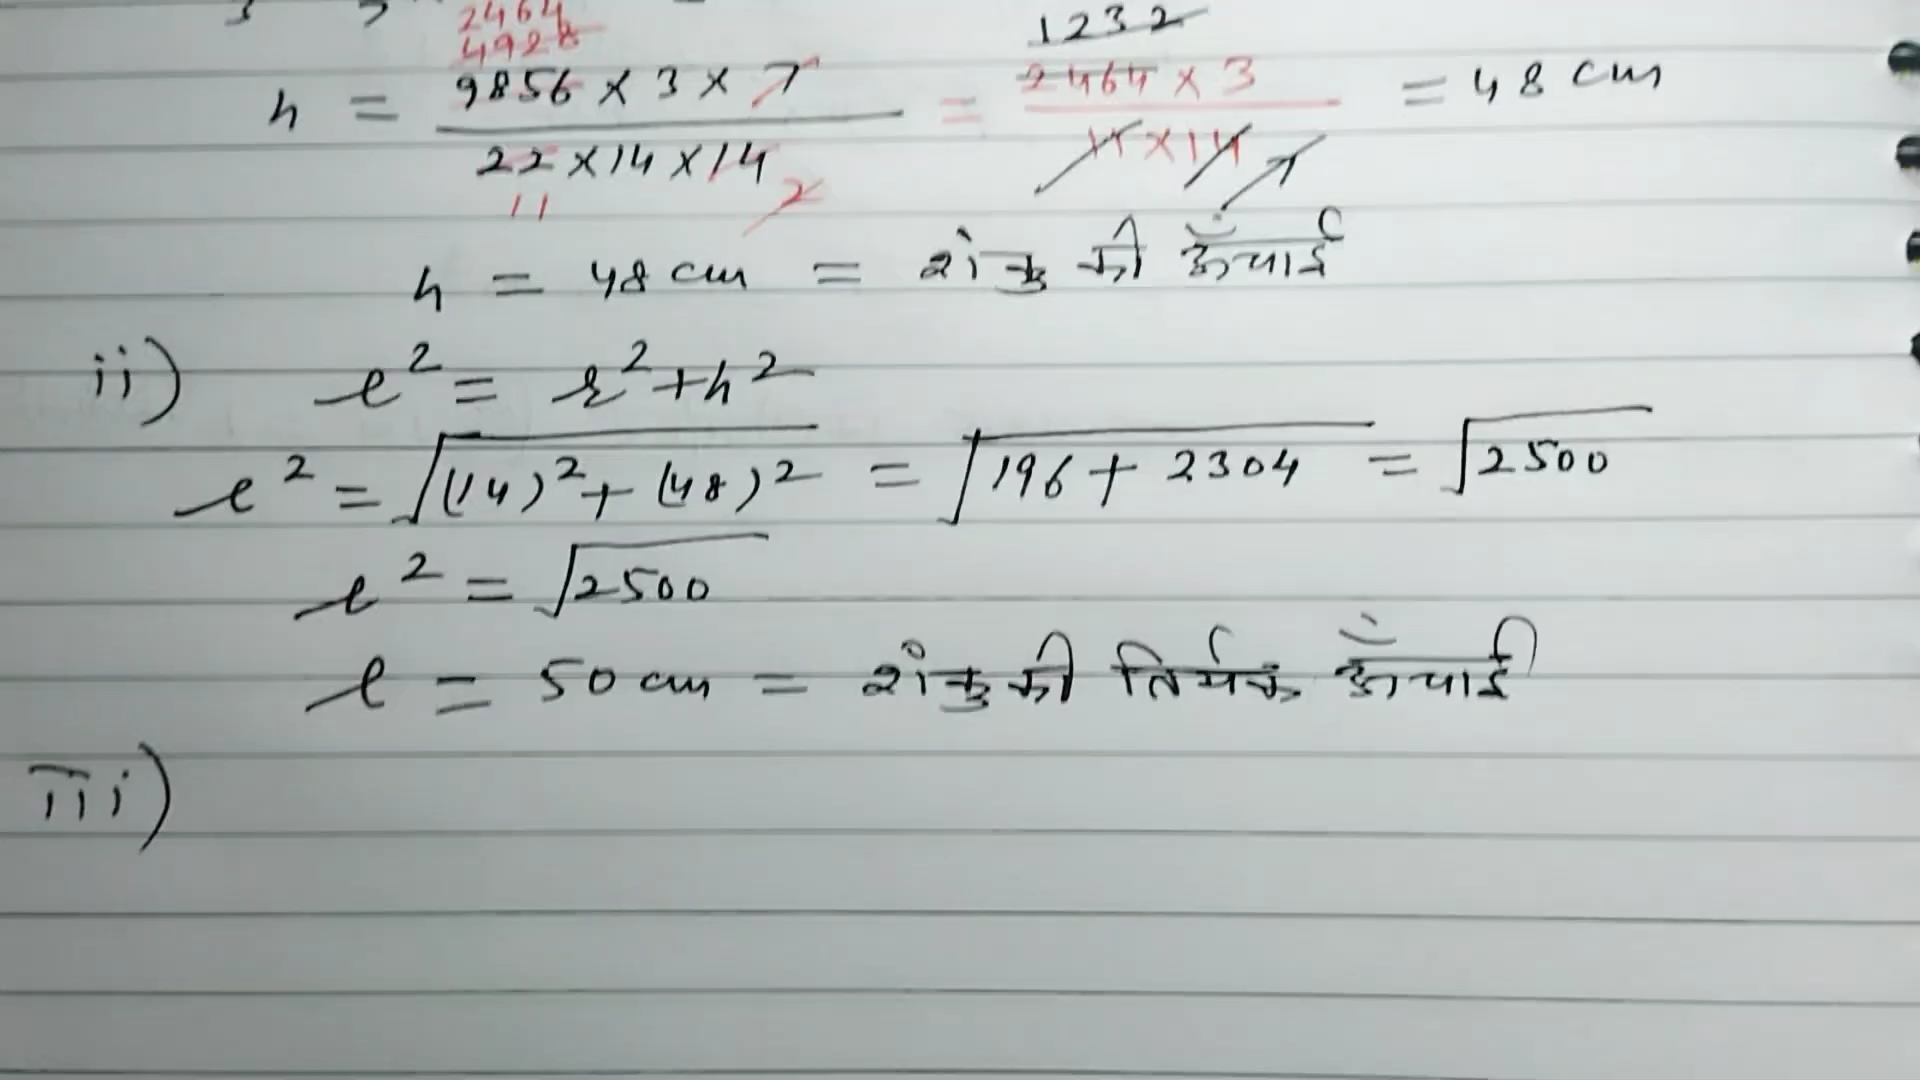 2464
4928
1232
h = 9856 x 3 x 7 / 22 x 14 x 14 = 2464 x 3 / 11 x 14 = 48 cm
11 2 7
h = 48 cm = शंकु की ऊँचाई
ii) l² = r² + h²
l² = √(14)² + (48)² = √196 + 2304 = √2500
l² = √2500
l = 50 cm = शंकु की तिर्यक ऊँचाई
iii)